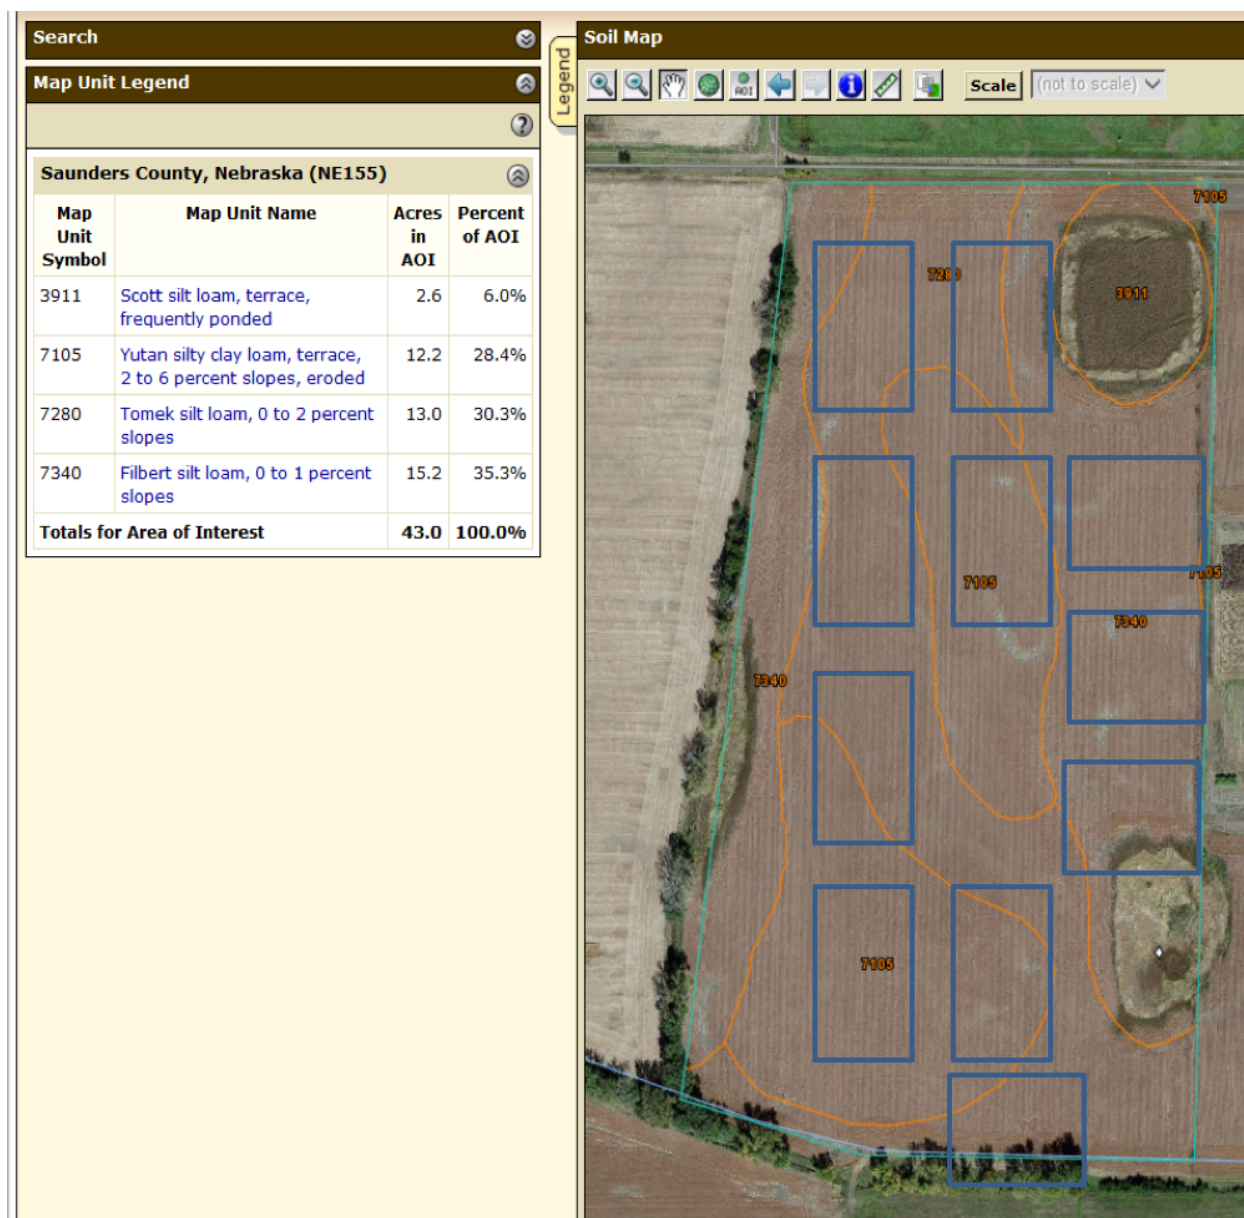 Search
Map Unit Legend
Saunders County, Nebraska (NE155)
Map Unit Symbol
Map Unit Name
Acres in AOI
Percent of AOI
3911 Scott silt loam, terrace, frequently ponded 2.6 6.0%
7105 Yutan silty clay loam, terrace, 2 to 6 percent slopes, eroded 12.2 28.4%
7280 Tomek silt loam, 0 to 2 percent slopes 13.0 30.3%
7340 Filbert silt loam, 0 to 1 percent slopes 15.2 35.3%
Totals for Area of Interest 43.0 100.0%
Legend
Soil Map
AOI
Scale (not to scale)
7105
7280
3911
7105
7105
7340
7340
7105